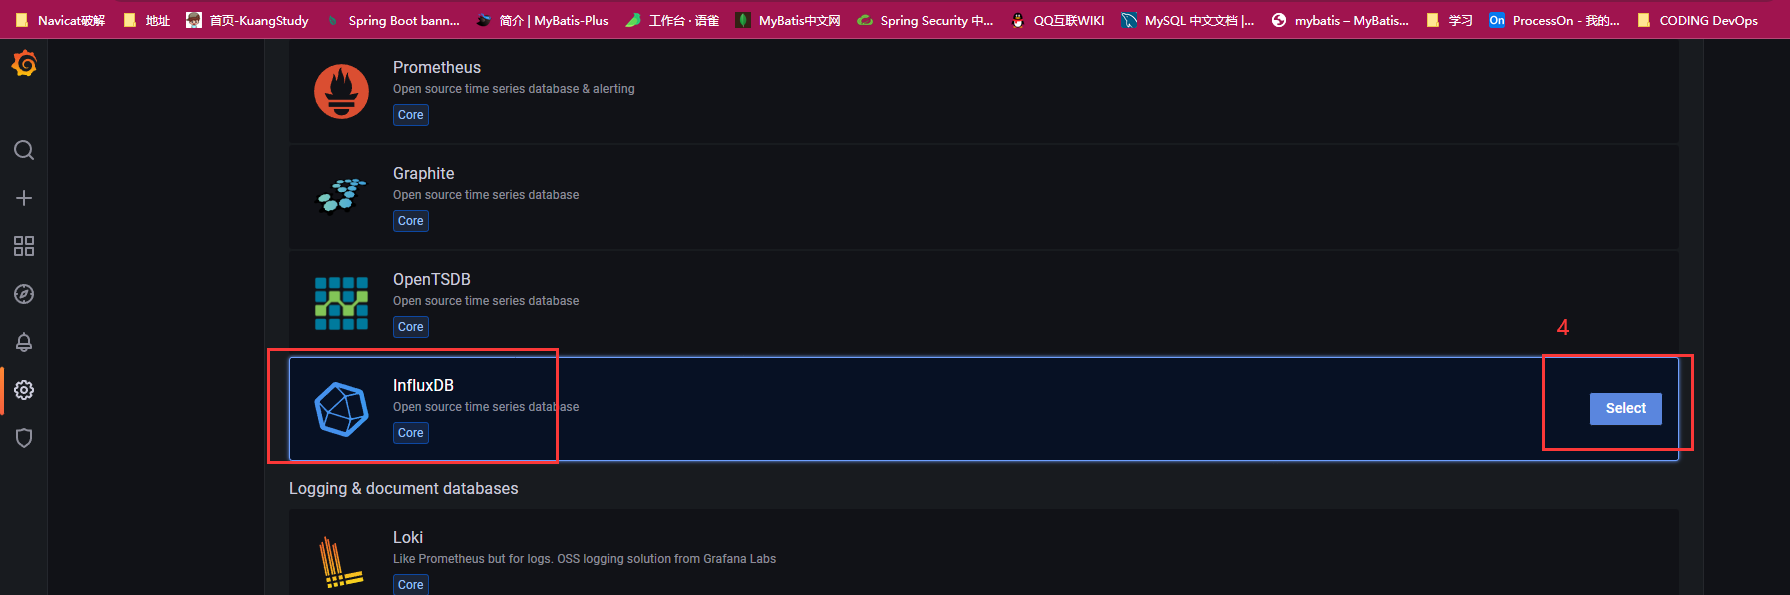 Navicat破解 地址 首页-KuangStudy Spring Boot bann... 简介 | MyBatis-Plus 工作台 · 语雀 MyBatis中文网 Spring Security 中... QQ互联WIKI MySQL 中文文档 |... mybatis – MyBatis... 学习 On ProcessOn - 我的... CODING DevOps
Prometheus
Open source time series database & alerting
Core
Graphite
Open source time series database
Core
OpenTSDB
Open source time series database
Core
4
InfluxDB
Open source time series database
Core
Select
Logging & document databases
Loki
Like Prometheus but for logs. OSS logging solution from Grafana Labs
Core